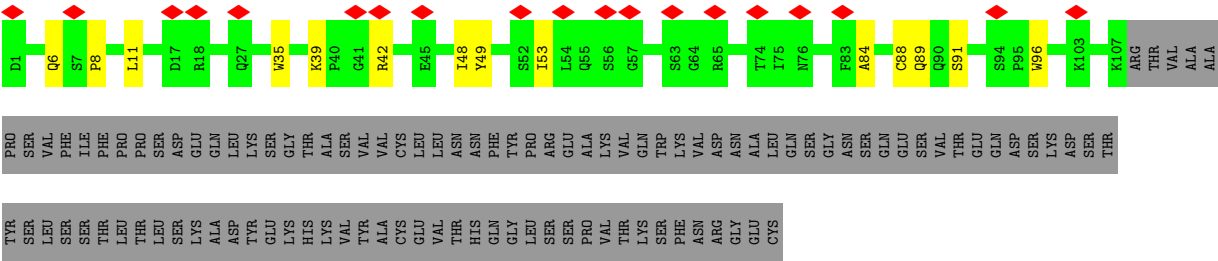 D1 Q6 S7 P8 L11 D17 R18 Q27 W35 K39 P40 G41 R42 E45 I48 Y49 S52 I53 L54 Q55 S56 G57 S63 G64 R65 T74 I75 N76 F83 A84 C88 Q89 Q90 S91 S94 P95 W96 K103 K107 ARG THR VAL ALA ALA
PRO SER VAL PHE ILE PHE PRO PRO SER ASP GLU GLN LEU LYS SER GLY THR ALA SER VAL VAL CYS LEU LEU ASN ASN PHE TYR PRO ARG GLU ALA LYS VAL GLN TRP LYS VAL ASP ASN ALA LEU GLN SER GLY ASN SER GLN GLU SER VAL THR GLU GLN ASP SER LYS ASP SER THR
TYR SER LEU SER SER THR LEU THR LEU SER LYS ALA ASP TYR GLU LYS HIS LYS VAL TYR ALA CYS GLU VAL THR HIS GLN GLY LEU SER SER PRO VAL THR LYS SER PHE ASN ARG GLY GLU CYS